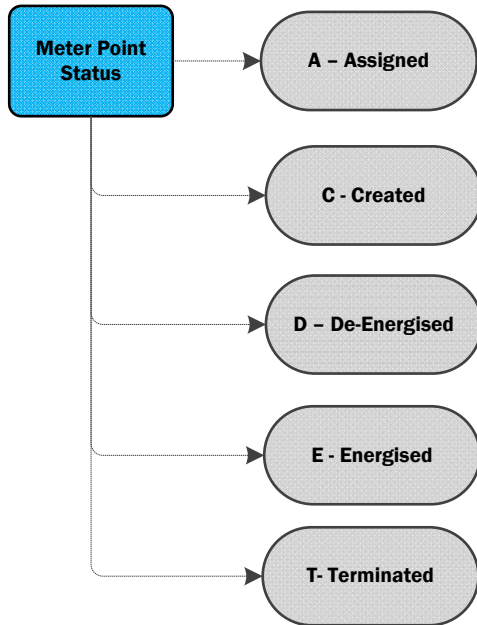 Meter Point
Status
A – Assigned
C - Created
D – De-Energised
E - Energised
T- Terminated